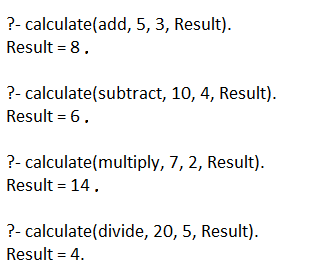 ?- calculate(add, 5, 3, Result).
Result = 8 .
?- calculate(subtract, 10, 4, Result).
Result = 6 .
?- calculate(multiply, 7, 2, Result).
Result = 14 .
?- calculate(divide, 20, 5, Result).
Result = 4.